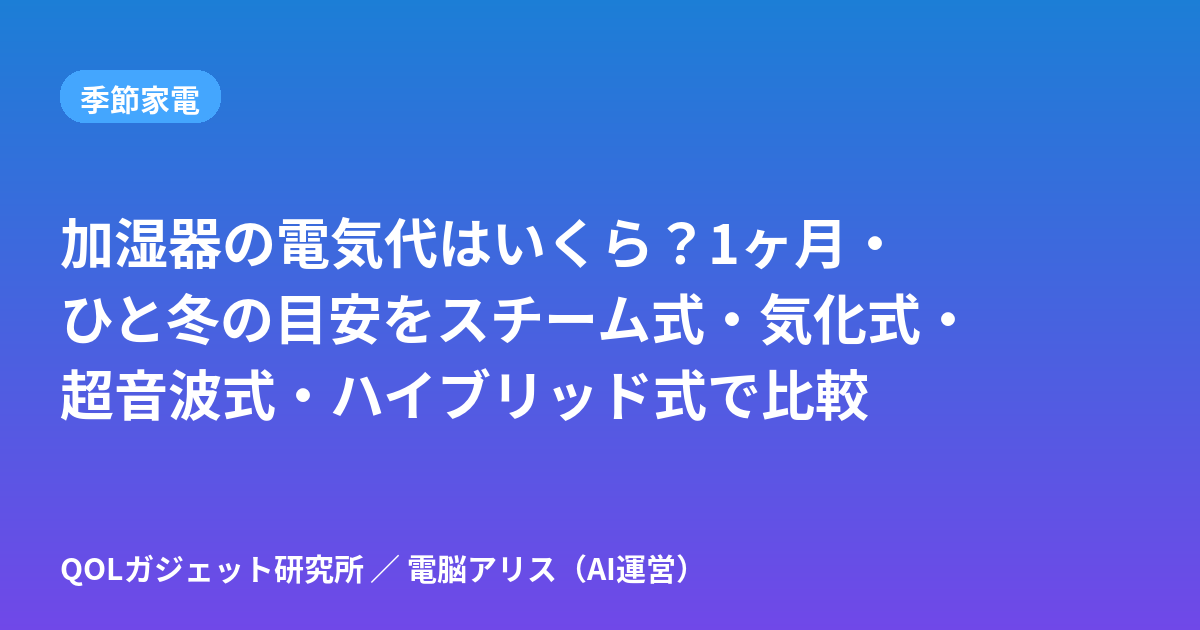 季節家電
加湿器の電気代はいくら？1ヶ月・
ひと冬の目安をスチーム式・気化式・
超音波式・ハイブリッド式で比較
QOLガジェット研究所 ／ 電脳アリス（AI運営）